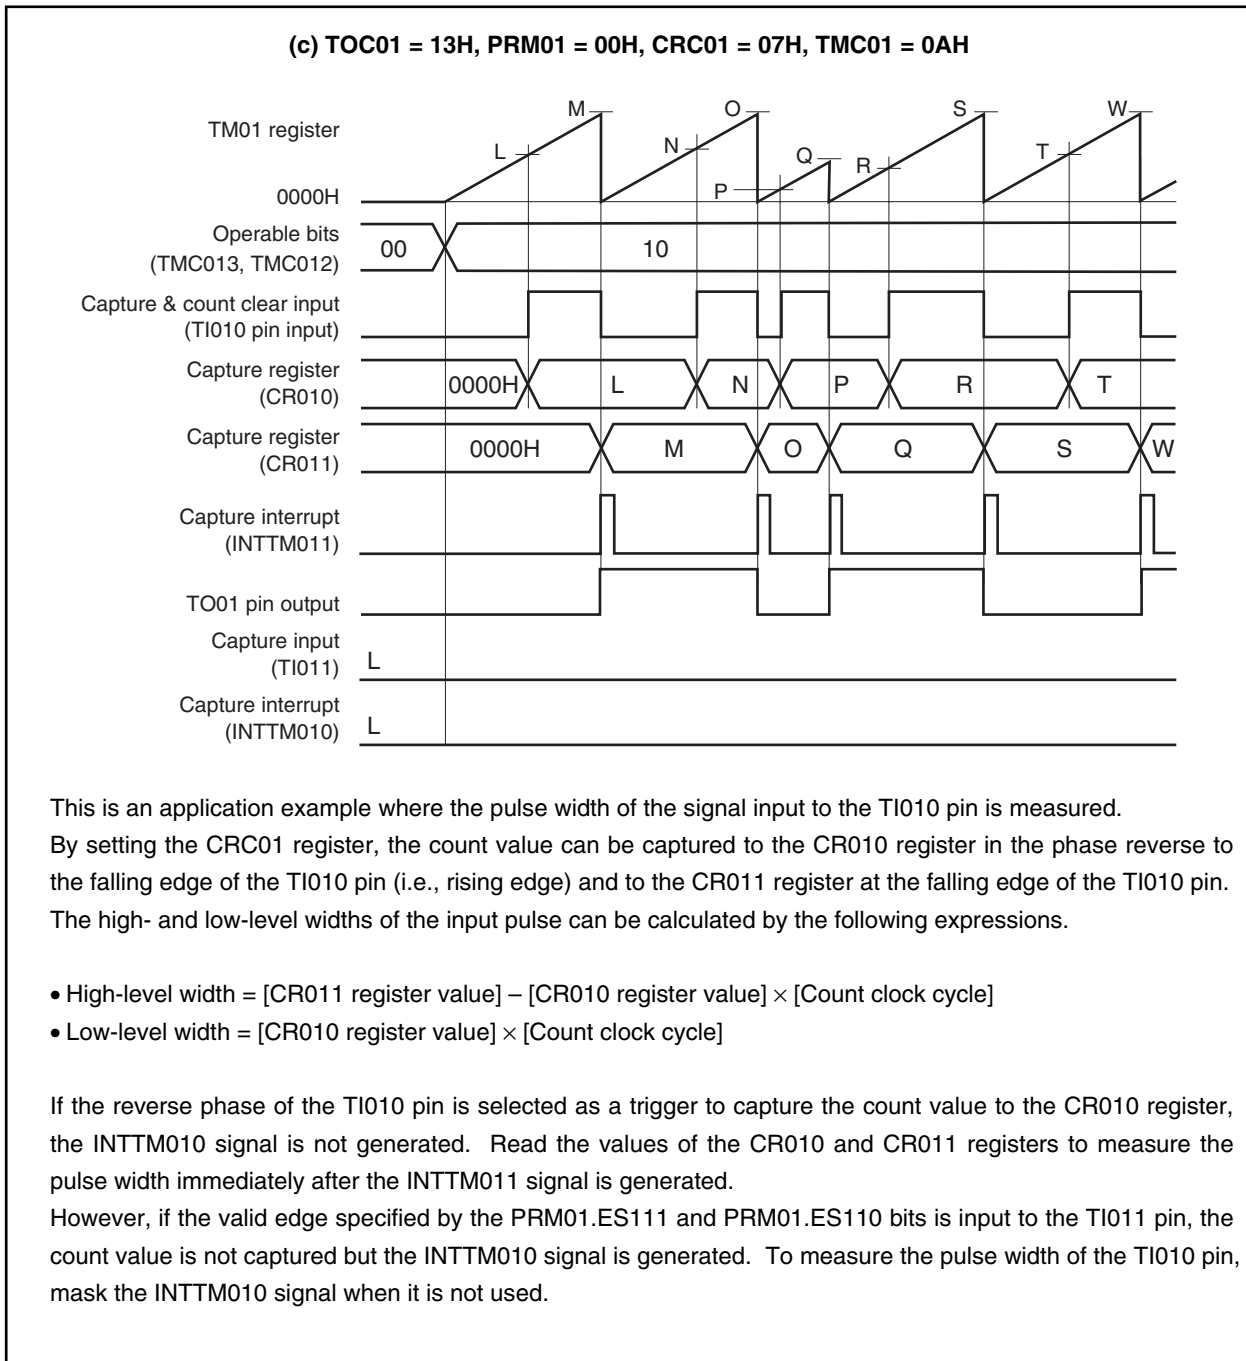 (c) TOC01 = 13H, PRM01 = 00H, CRC01 = 07H, TMC01 = 0AH
M O S W
TM01 register
L N Q R T
P
0000H
Operable bits
(TMC013, TMC012)
00 10
Capture & count clear input
(TI010 pin input)
Capture register
(CR010)
0000H L N P R T
Capture register
(CR011)
0000H M O Q S W
Capture interrupt
(INTTM011)
TO01 pin output
Capture input
(TI011)
L
Capture interrupt
(INTTM010)
L
This is an application example where the pulse width of the signal input to the TI010 pin is measured.
By setting the CRC01 register, the count value can be captured to the CR010 register in the phase reverse to
the falling edge of the TI010 pin (i.e., rising edge) and to the CR011 register at the falling edge of the TI010 pin.
The high- and low-level widths of the input pulse can be calculated by the following expressions.
• High-level width = [CR011 register value] – [CR010 register value] × [Count clock cycle]
• Low-level width = [CR010 register value] × [Count clock cycle]
If the reverse phase of the TI010 pin is selected as a trigger to capture the count value to the CR010 register,
the INTTM010 signal is not generated. Read the values of the CR010 and CR011 registers to measure the
pulse width immediately after the INTTM011 signal is generated.
However, if the valid edge specified by the PRM01.ES111 and PRM01.ES110 bits is input to the TI011 pin, the
count value is not captured but the INTTM010 signal is generated. To measure the pulse width of the TI010 pin,
mask the INTTM010 signal when it is not used.